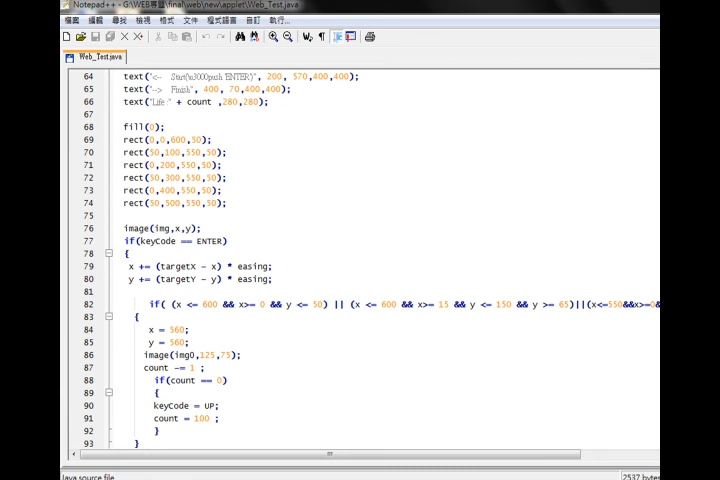 Notepad++ - G:\WEB專題\final\web\new\applet\Web_Test.java
檔案 編輯 尋找 檢視 格式 文件 程式語言 自訂 執行...
Web_Test.java
64 text("<-- Start(\u3000push 'ENTER')", 200, 570,400,400);
65 text("--> Finish", 400, 70,400,400);
66 text("Life :" + count ,280,280);
67
68 fill(0);
69 rect(0,0,600,50);
70 rect(50,100,550,50);
71 rect(0,200,550,50);
72 rect(50,300,550,50);
73 rect(0,400,550,50);
74 rect(50,500,550,50);
75
76 image(img,x,y);
77 if(keyCode == ENTER)
78 {
79 x += (targetX - x) * easing;
80 y += (targetY - y) * easing;
81
82 if( (x <= 600 && x>= 0 && y <= 50) || (x <= 600 && x>= 15 && y <= 150 && y >= 65)||(x<=550&&x>=0&
83 {
84 x = 560;
85 y = 560;
86 image(img0,125,75);
87 count -= 1 ;
88 if(count == 0)
89 {
90 keyCode = UP;
91 count = 100 ;
92 }
93 }
Java source file 2537 bytes